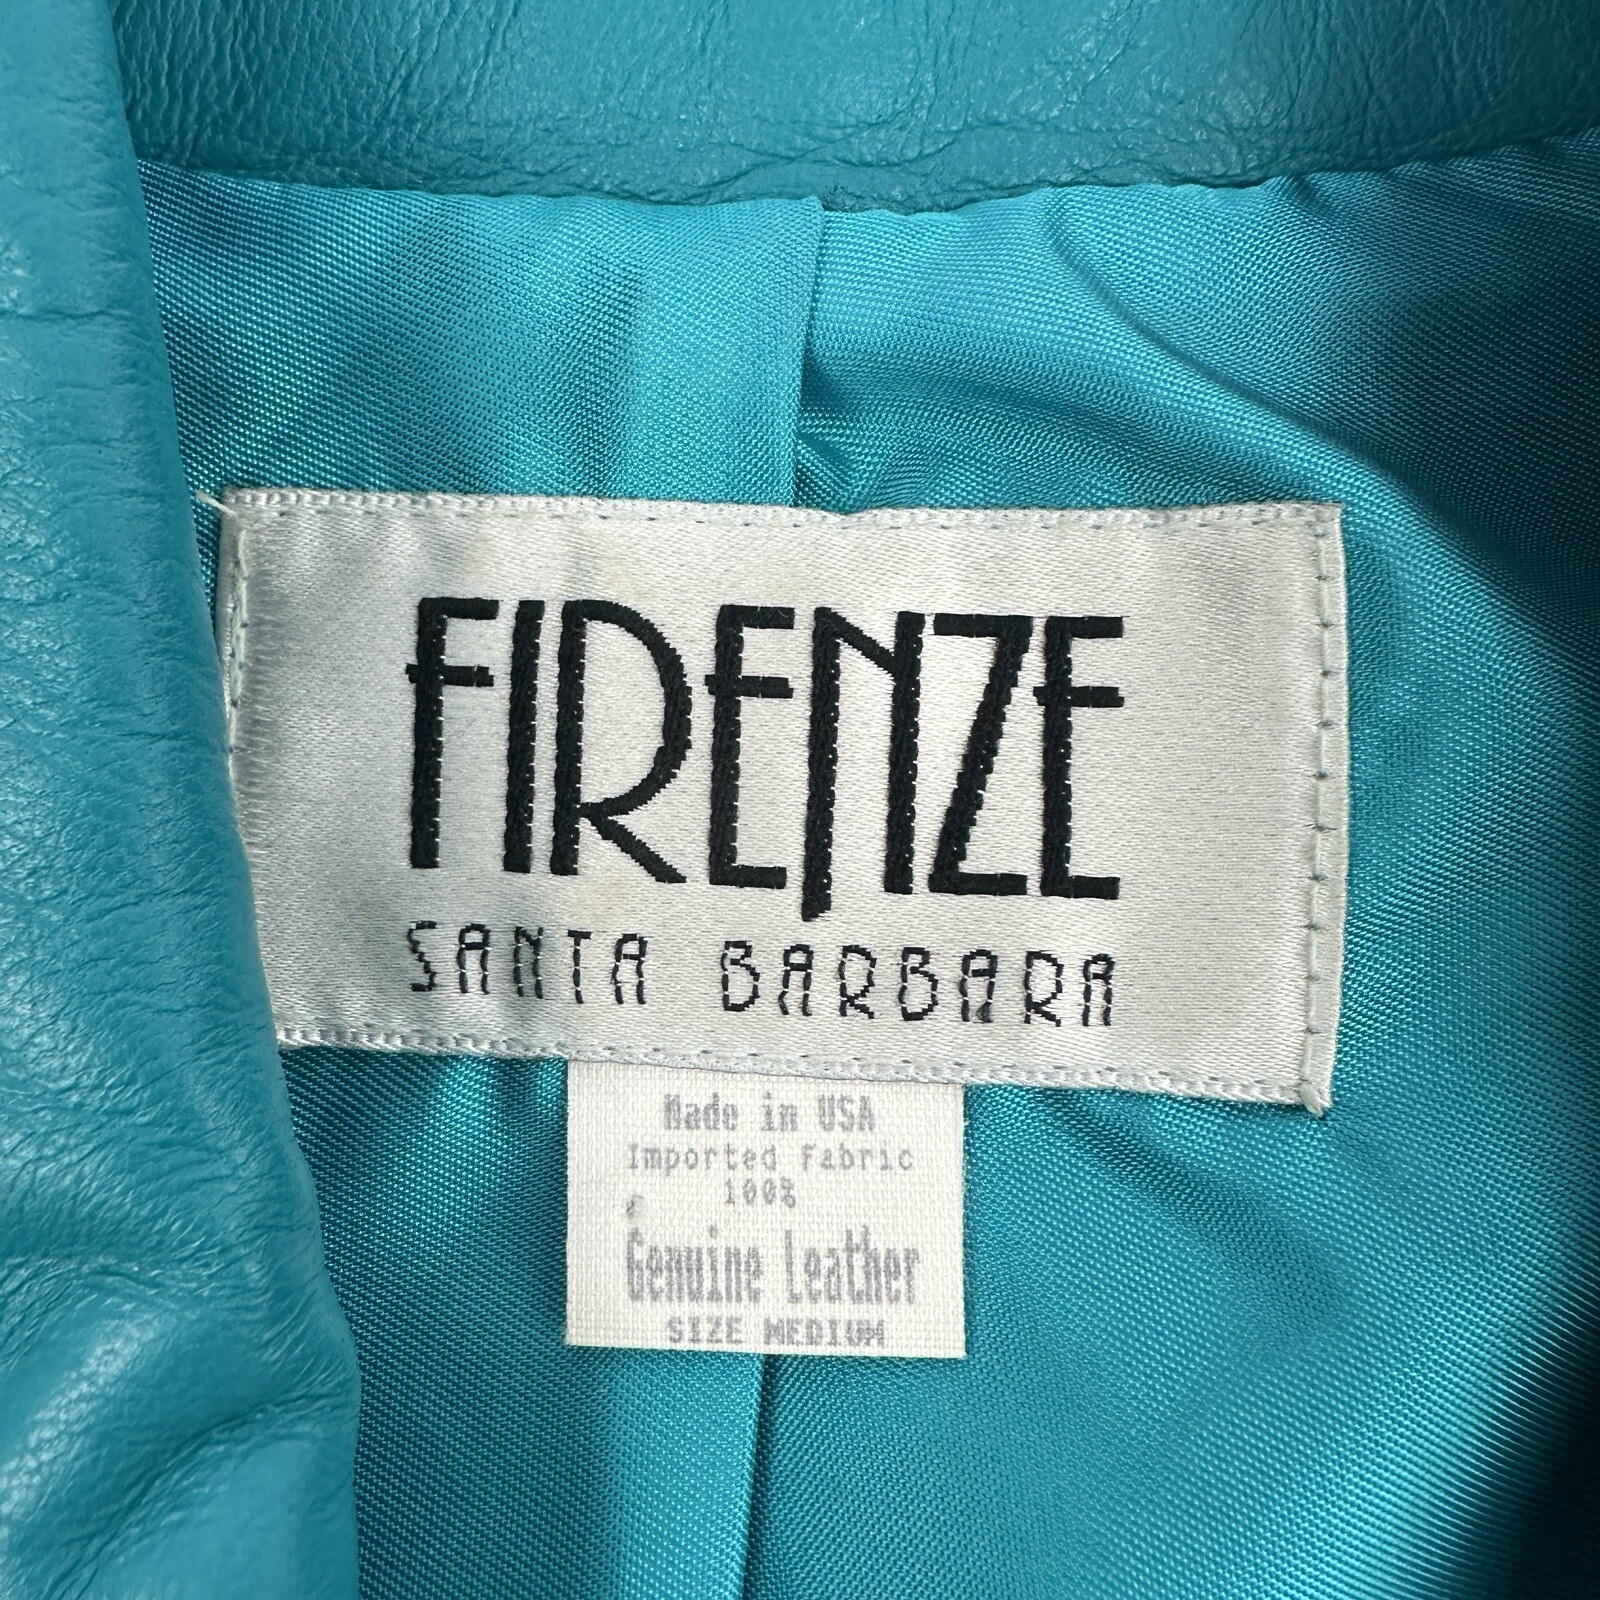 FIRENZE
SANTA BARBARA
Made in USA
Imported Fabric
100%
Genuine Leather
SIZE MEDIUM